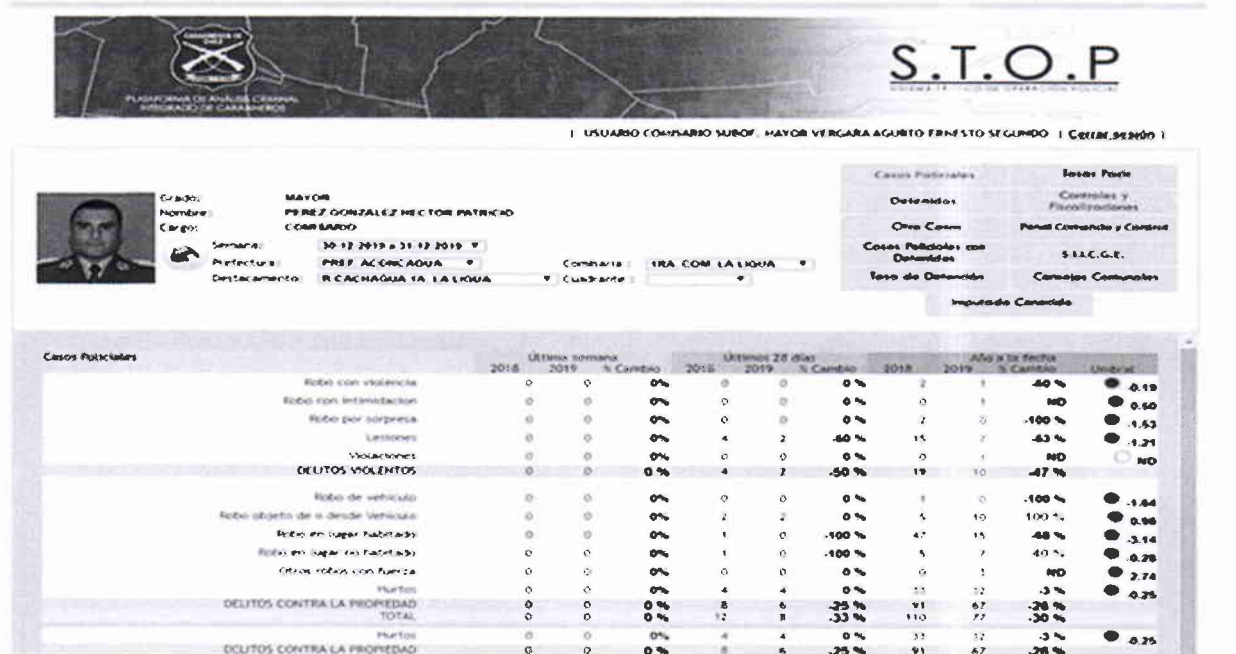 CARABINEROS DE CHILE
PLATAFORMA DE ANÁLISIS CRIMINAL
INTEGRADO DE CARABINEROS
S.T.O.P
| USUARIO COMISARIO SUBOF. MAYOR VERGARA AGURTO ERNESTO SEGUNDO | Cerrar sesión |
Grado: MAYOR
Nombre: PEREZ GONZALEZ HECTOR PATRICIO
Cargo: COMISARIO
Semana: 30-12-2019 a 31-12-2019
Prefectura: PREF. ACONCAGUA Comisaria : 1RA. COM. LA LIGUA
Destacamento: R.CACHAGUA 1A. LA LIGUA Cuadrante :
Casos Policiales
Detenidos Controles y Fiscalizaciones
Otro Casos Panel Comando y Control
Casos Policiales con Detenidos S.I.I.C.G.E.
Tasa de Detención Consejos Comunales
Imputado Conocido
Casos Policiales Última semana Últimos 28 días Año a la fecha
2018 2019 % Cambio 2018 2019 % Cambio 2018 2019 % Cambio Umbral
Robo con violencia 0 0 0% 0 0 0 % 2 1 -0.19
Robo con Intimidacion 0 0 0% 0 0 0 % 0 1 ND 0.60
Robo por sorpresa 0 0 0% 0 0 0 % 2 0 -100 % -1.53
Lesiones 0 0 0% 4 2 15 7 -1.21
Violaciones 0 0 0% 0 0 0 % 0 1 ND ND
DELITOS VIOLENTOS 0 0 0 % 4 2 -50 % 19 10 -47 %
Robo de vehículo 0 0 0% 0 0 0 % 1 0 -100 % -1.64
Robo objeto de o desde Vehículo 0 0 0% 2 2 0 % 5 10 100 % 0.96
Robo en lugar habitado 0 0 0% 1 0 -100 % 47 15 -68 % -3.14
Robo en lugar no habitado 0 0 0% 1 0 -100 % 5 7 40 % -0.28
Otros robos con fuerza 0 0 0% 0 0 0 % 0 3 ND 2.74
Hurtos 0 0 0% 4 4 0 % 33 32 -3 % -0.25
DELITOS CONTRA LA PROPIEDAD 0 0 0 % 8 6 -25 % 91 67 -26 %
TOTAL 0 0 0 % 12 8 -33 % 110 77 -30 %
Hurtos 0 0 0% 4 4 0 % 33 32 -3 % -0.25
DELITOS CONTRA LA PROPIEDAD 0 0 0 % 8 6 -25 % 91 67 -26 %